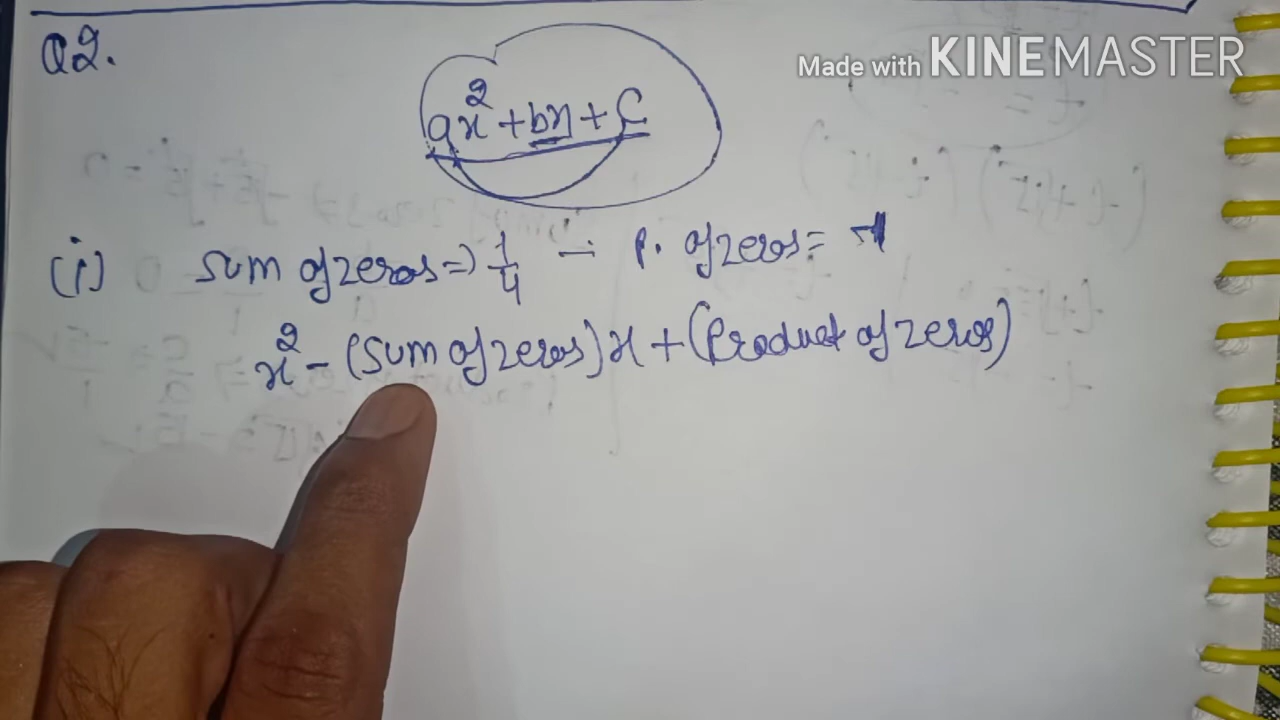 Made with KINEMASTER
Q2.
ax² + bx + c
(i) Sum of zeros => 1/4 — P. of zeros = -1
x² - (Sum of zeros)x + (Product of zeros)